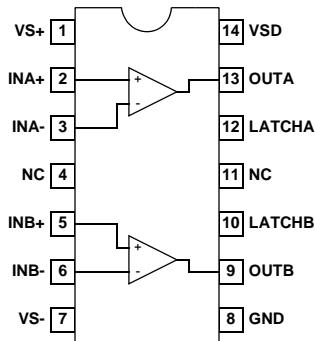 VS+ 1 14 VSD
INA+ 2 + 13 OUTA
INA- 3 - 12 LATCHA
NC 4 11 NC
INB+ 5 + 10 LATCHB
INB- 6 - 9 OUTB
VS- 7 8 GND